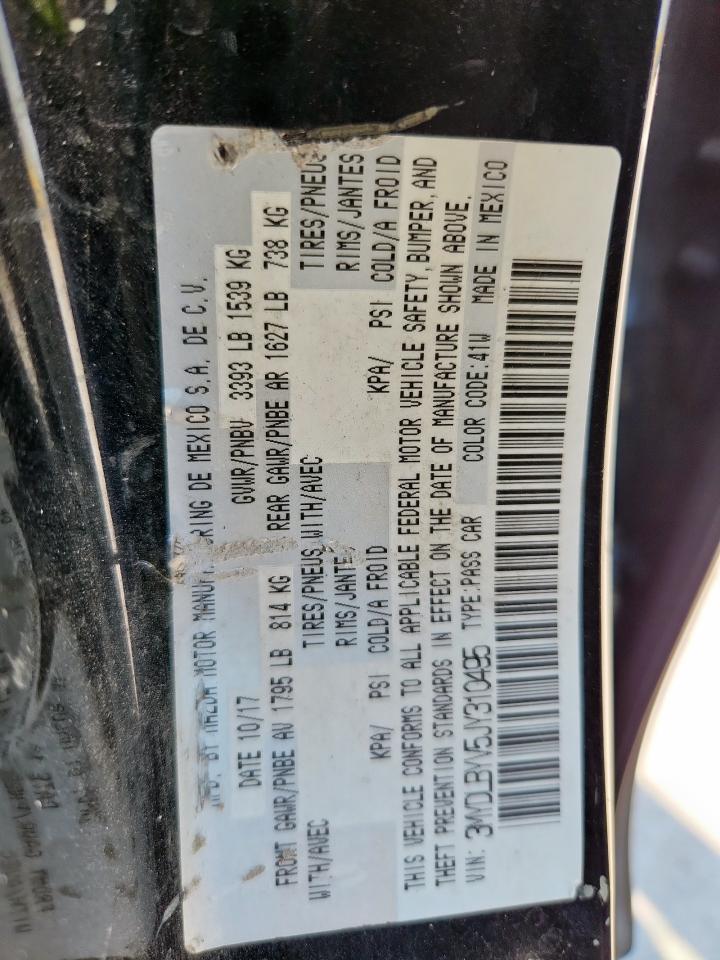 MFD. BY MAZDA MOTOR MANUFACTURING DE MEXICO S.A. DE C.V.
DATE 10/17 GVWR/PNBV 3393 LB 1539 KG
FRONT GAWR/PNBE AV 1795 LB 814 KG REAR GAWR/PNBE AR 1627 LB 738 KG
WITH/AVEC TIRES/PNEUS WITH/AVEC TIRES/PNEUS
RIMS/JANTE RIMS/JANTES
KPA/ PSI COLD/A FROID KPA/ PSI COLD/A FROID
THIS VEHICLE CONFORMS TO ALL APPLICABLE FEDERAL MOTOR VEHICLE SAFETY, BUMPER, AND
THEFT PREVENTION STANDARDS IN EFFECT ON THE DATE OF MANUFACTURE SHOWN ABOVE.
VIN: 3MYDLBYV5JY310495 TYPE:PASS CAR COLOR CODE:41W MADE IN MEXICO